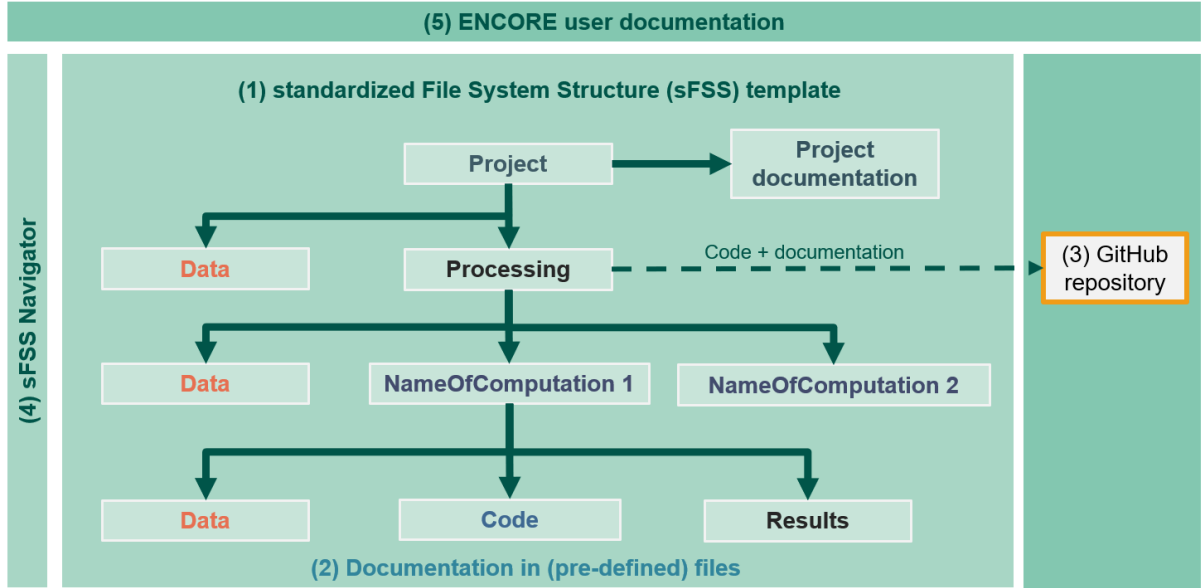 (5) ENCORE user documentation
(4) sFSS Navigator
(1) standardized File System Structure (sFSS) template
Project
Project
documentation
Data
Processing
Code + documentation
(3) GitHub
repository
Data
NameOfComputation 1
NameOfComputation 2
Data
Code
Results
(2) Documentation in (pre-defined) files